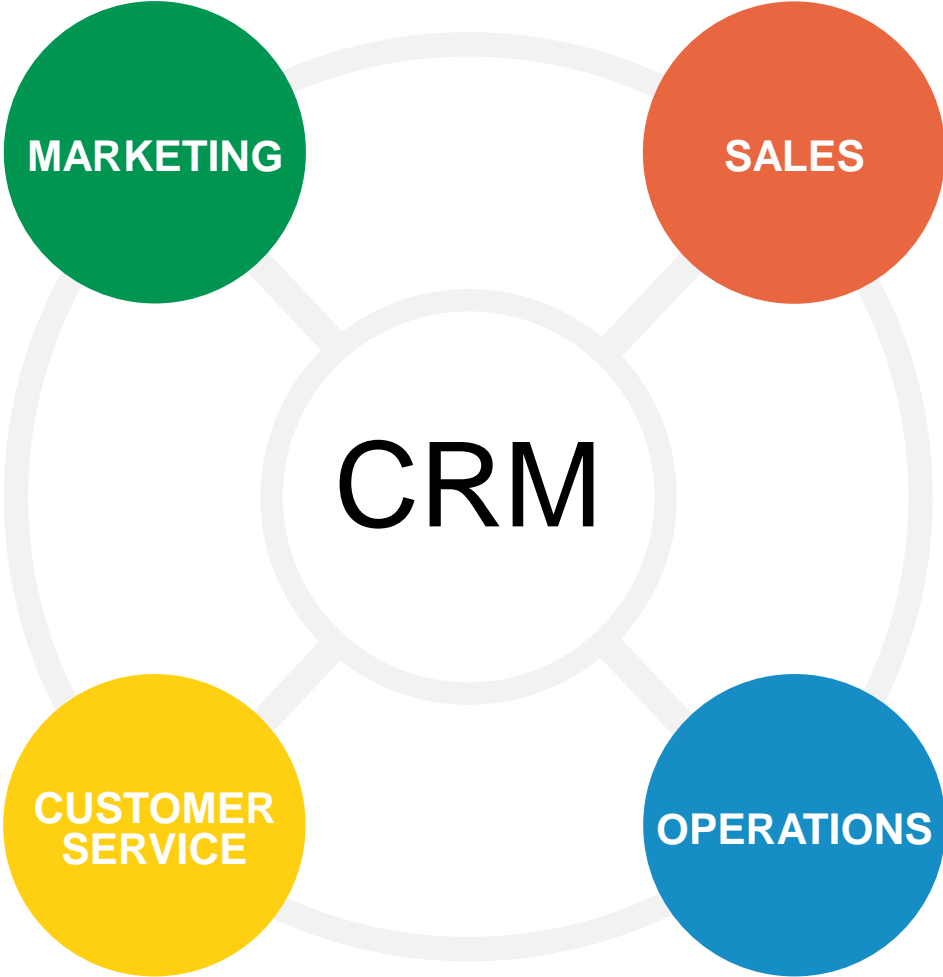 MARKETING
SALES
CRM
CUSTOMER
SERVICE
OPERATIONS